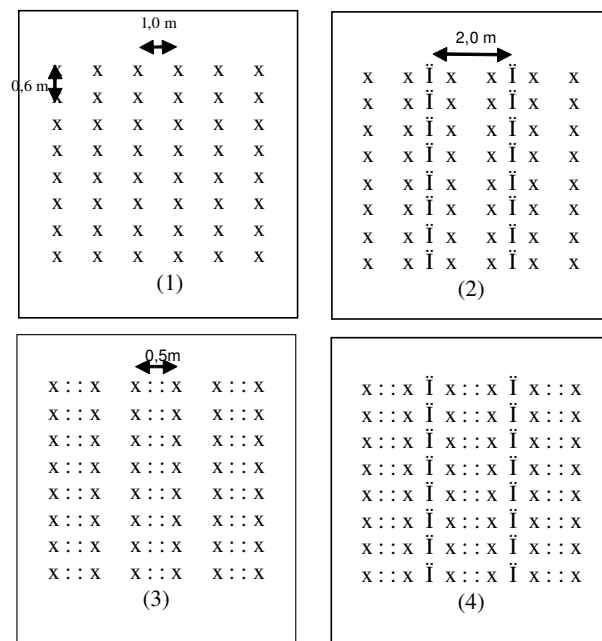 1,0 m
x x x x x x
0,6 m
x x x x x x
x x x x x x
x x x x x x
x x x x x x
x x x x x x
x x x x x x
x x x x x x
(1)
2,0 m
x x Ï x x Ï x x
x x Ï x x Ï x x
x x Ï x x Ï x x
x x Ï x x Ï x x
x x Ï x x Ï x x
x x Ï x x Ï x x
x x Ï x x Ï x x
x x Ï x x Ï x x
(2)
0,5m
x : : x x : : x x : : x
x : : x x : : x x : : x
x : : x x : : x x : : x
x : : x x : : x x : : x
x : : x x : : x x : : x
x : : x x : : x x : : x
x : : x x : : x x : : x
x : : x x : : x x : : x
(3)
x : : x Ï x : : x Ï x : : x
x : : x Ï x : : x Ï x : : x
x : : x Ï x : : x Ï x : : x
x : : x Ï x : : x Ï x : : x
x : : x Ï x : : x Ï x : : x
x : : x Ï x : : x Ï x : : x
x : : x Ï x : : x Ï x : : x
x : : x Ï x : : x Ï x : : x
(4)